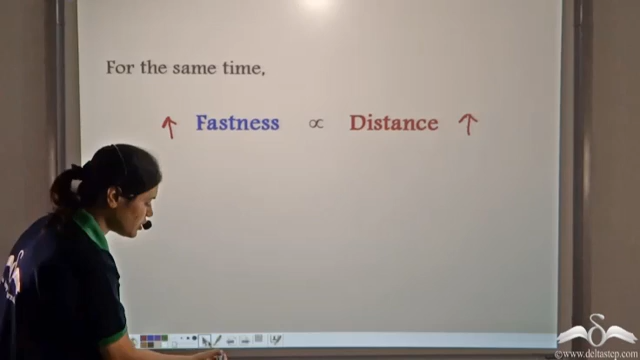 For the same time,
↑ Fastness ∝ Distance ↑
©www.deltastep.com